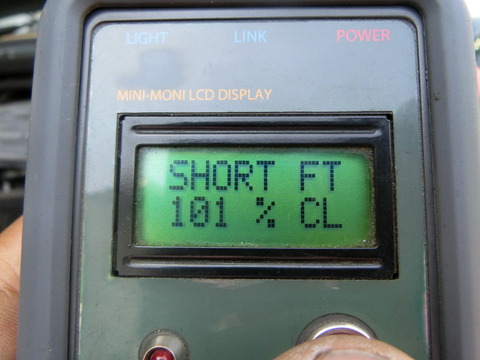 LIGHT LINK POWER
MINI-MONI LCD DISPLAY
SHORT FT
101 % CL